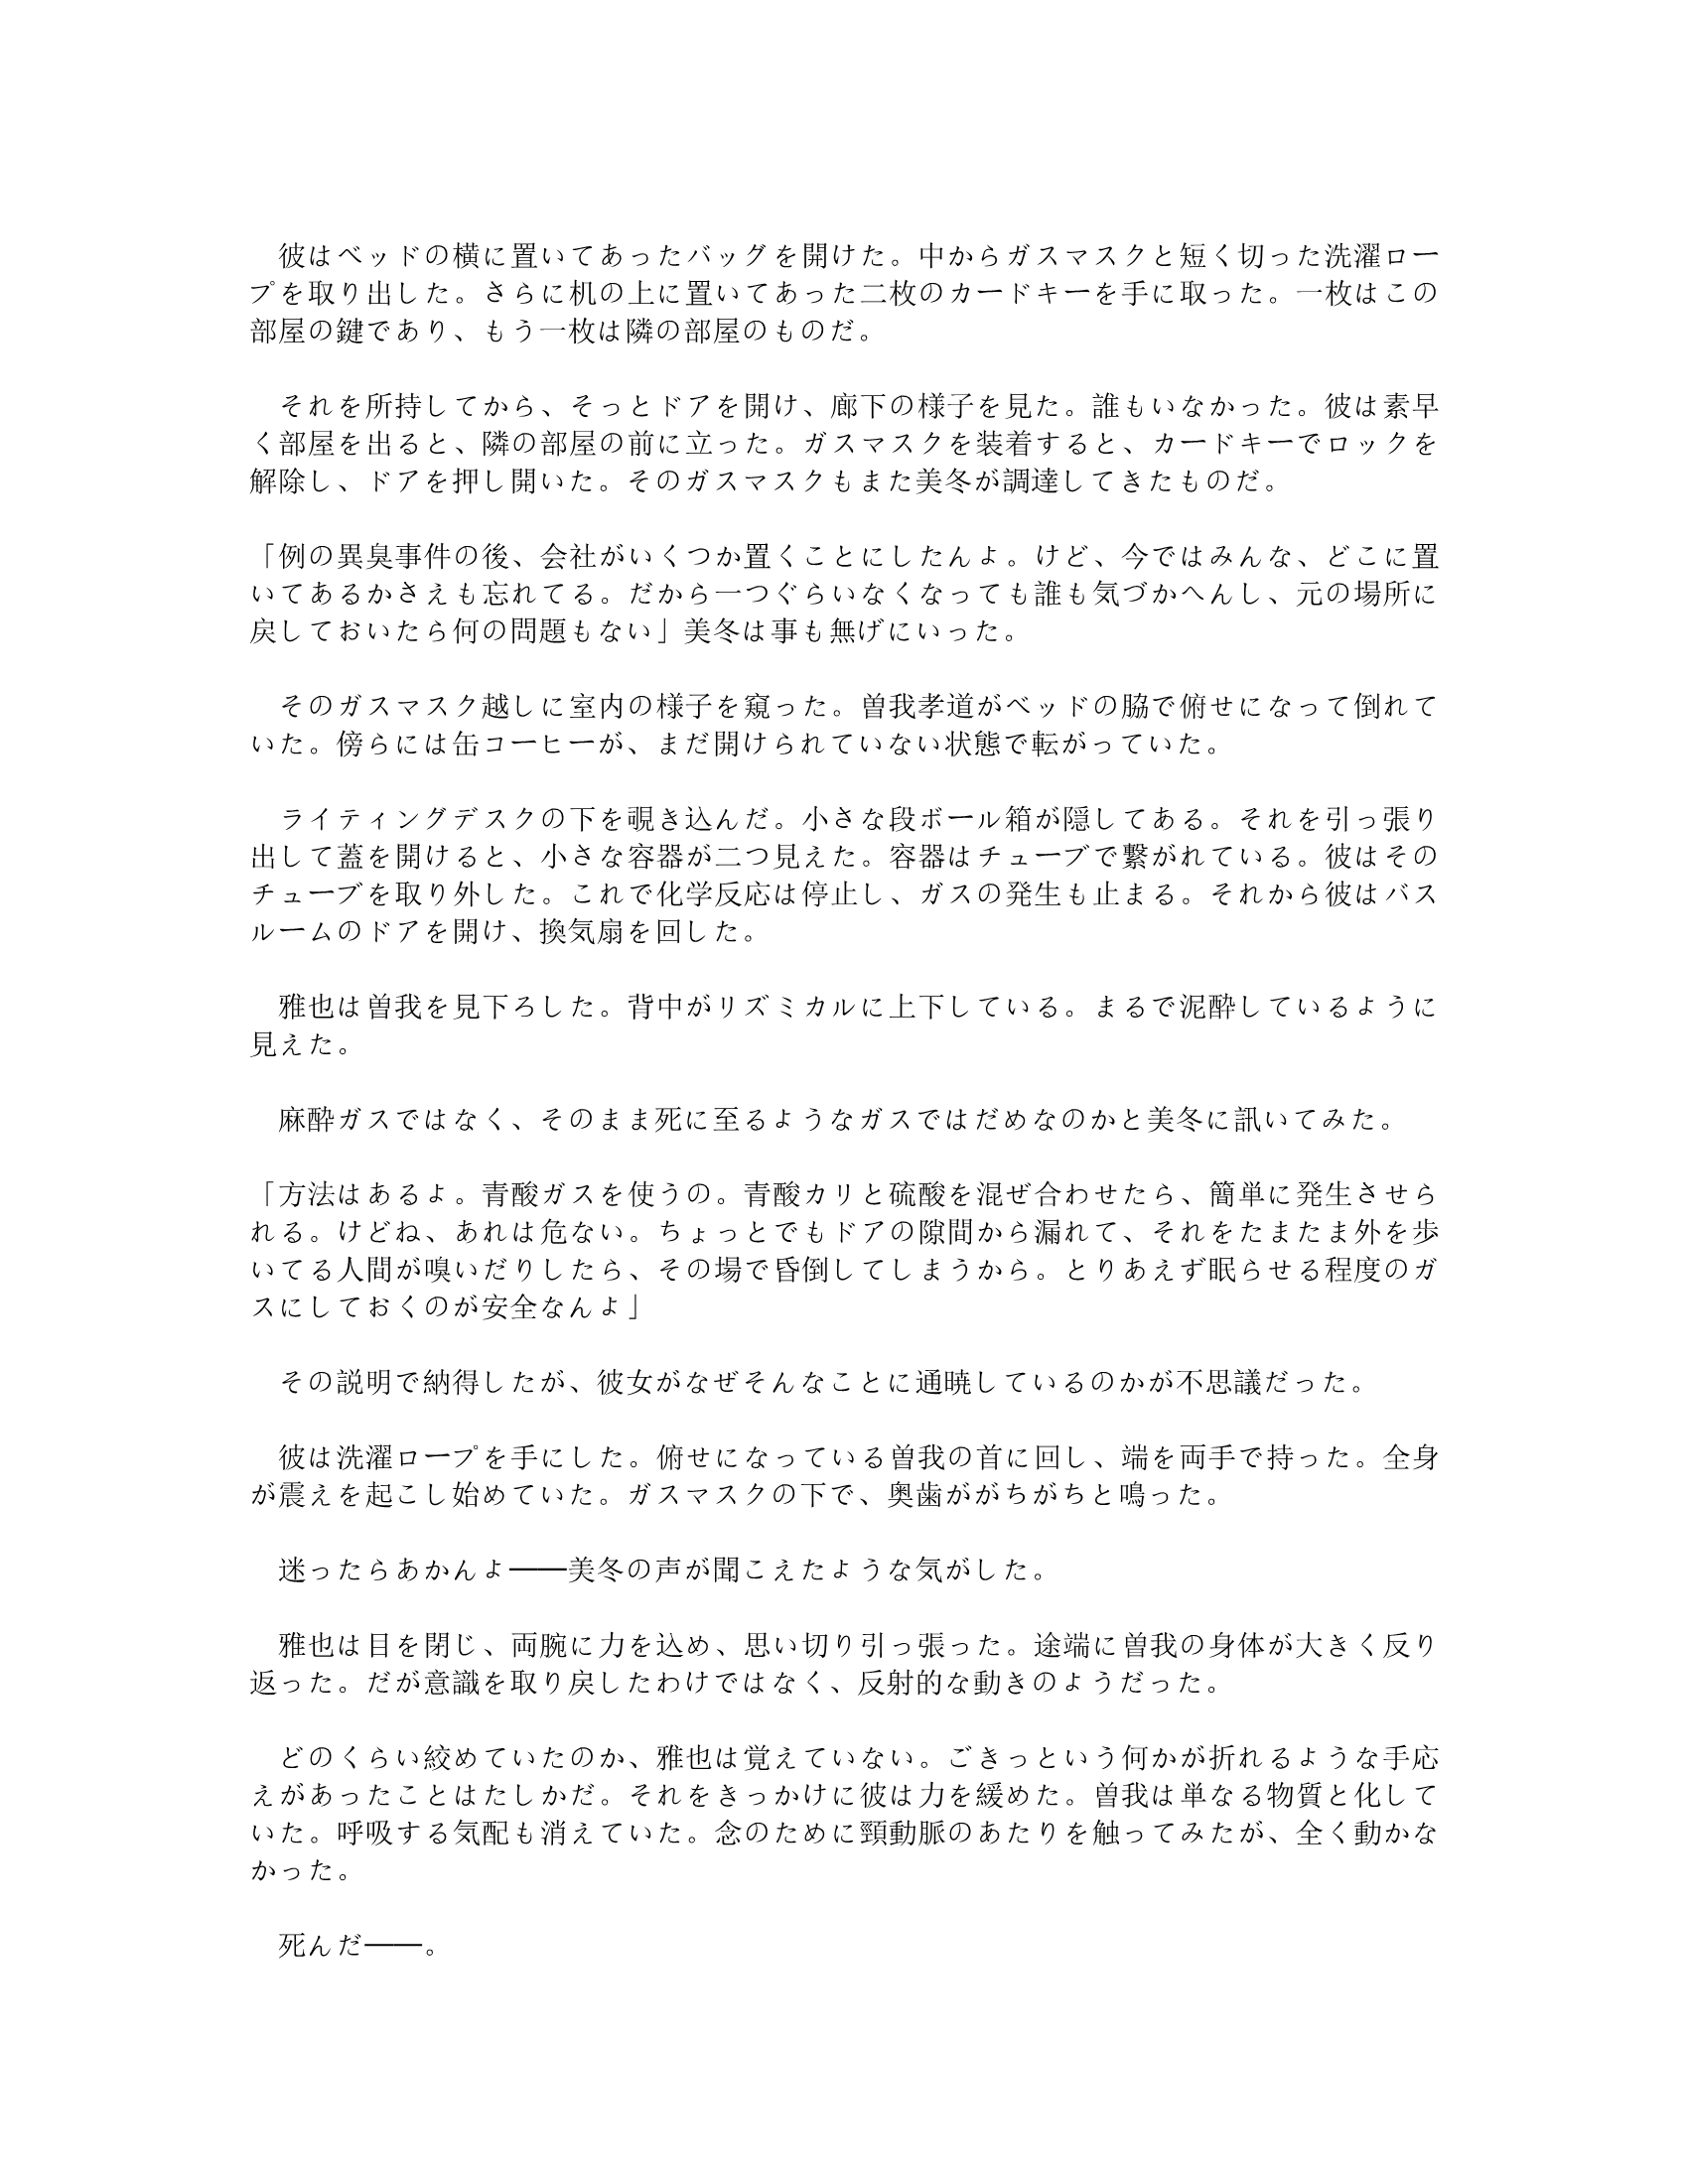 彼はベッドの横に置いてあったバッグを開けた。中からガスマスクと短く切った洗濯ロー
プを取り出した。さらに机の上に置いてあった二枚のカードキーを手に取った。一枚はこの
部屋の鍵であり、もう一枚は隣の部屋のものだ。
　それを所持してから、そっとドアを開け、廊下の様子を見た。誰もいなかった。彼は素早
く部屋を出ると、隣の部屋の前に立った。ガスマスクを装着すると、カードキーでロックを
解除し、ドアを押し開いた。そのガスマスクもまた美冬が調達してきたものだ。
「例の異臭事件の後、会社がいくつか置くことにしたんよ。けど、今ではみんな、どこに置
いてあるかさえも忘れてる。だから一つぐらいなくなっても誰も気づかへんし、元の場所に
戻しておいたら何の問題もない」美冬は事も無げにいった。
　そのガスマスク越しに室内の様子を窺った。曽我孝道がベッドの脇で俯せになって倒れて
いた。傍らには缶コーヒーが、まだ開けられていない状態で転がっていた。
　ライティングデスクの下を覗き込んだ。小さな段ボール箱が隠してある。それを引っ張り
出して蓋を開けると、小さな容器が二つ見えた。容器はチューブで繋がれている。彼はその
チューブを取り外した。これで化学反応は停止し、ガスの発生も止まる。それから彼はバス
ルームのドアを開け、換気扇を回した。
　雅也は曽我を見下ろした。背中がリズミカルに上下している。まるで泥酔しているように
見えた。
　麻酔ガスではなく、そのまま死に至るようなガスではだめなのかと美冬に訊いてみた。
「方法はあるよ。青酸ガスを使うの。青酸カリと硫酸を混ぜ合わせたら、簡単に発生させら
れる。けどね、あれは危ない。ちょっとでもドアの隙間から漏れて、それをたまたま外を歩
いてる人間が嗅いだりしたら、その場で昏倒してしまうから。とりあえず眠らせる程度のガ
スにしておくのが安全なんよ」
　その説明で納得したが、彼女がなぜそんなことに通暁しているのかが不思議だった。
　彼は洗濯ロープを手にした。俯せになっている曽我の首に回し、端を両手で持った。全身
が震えを起こし始めていた。ガスマスクの下で、奥歯ががちがちと鳴った。
　迷ったらあかんよ――美冬の声が聞こえたような気がした。
　雅也は目を閉じ、両腕に力を込め、思い切り引っ張った。途端に曽我の身体が大きく反り
返った。だが意識を取り戻したわけではなく、反射的な動きのようだった。
　どのくらい絞めていたのか、雅也は覚えていない。ごきっという何かが折れるような手応
えがあったことはたしかだ。それをきっかけに彼は力を緩めた。曽我は単なる物質と化して
いた。呼吸する気配も消えていた。念のために頸動脈のあたりを触ってみたが、全く動かな
かった。
　死んだ――。